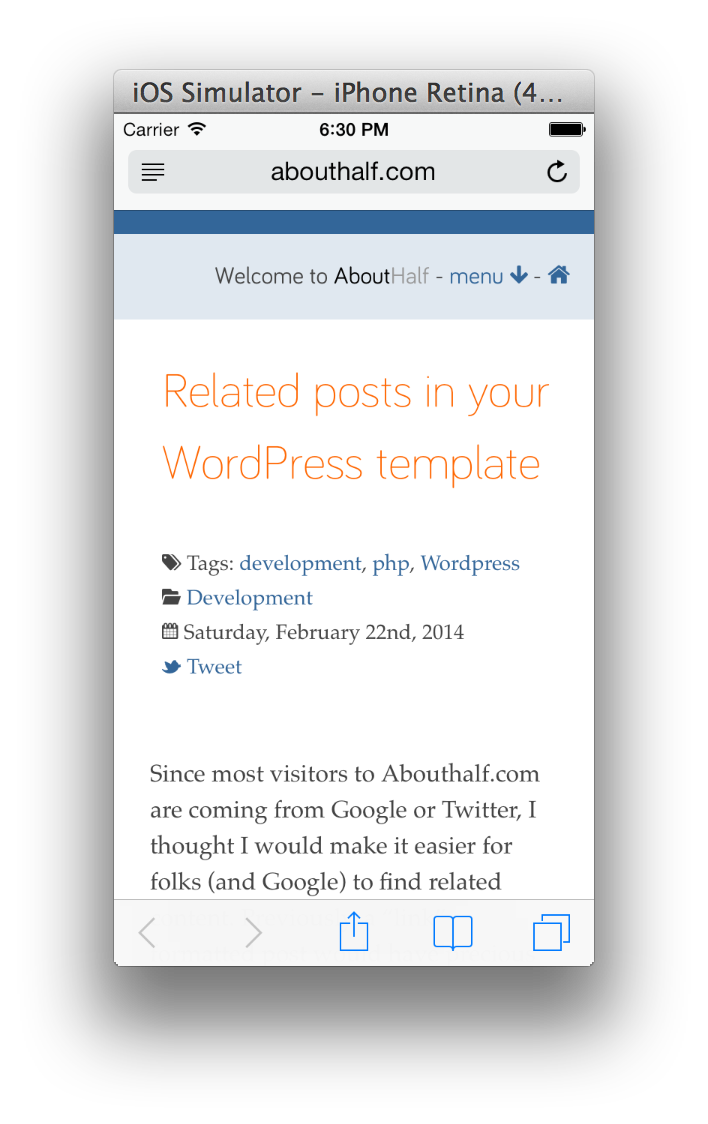 iOS Simulator – iPhone Retina (4...
Carrier 6:30 PM
abouthalf.com
Welcome to AboutHalf - menu -
Related posts in your
WordPress template
Tags: development, php, Wordpress
Development
Saturday, February 22nd, 2014
Tweet
Since most visitors to Abouthalf.com
are coming from Google or Twitter, I
thought I would make it easier for
folks (and Google) to find related